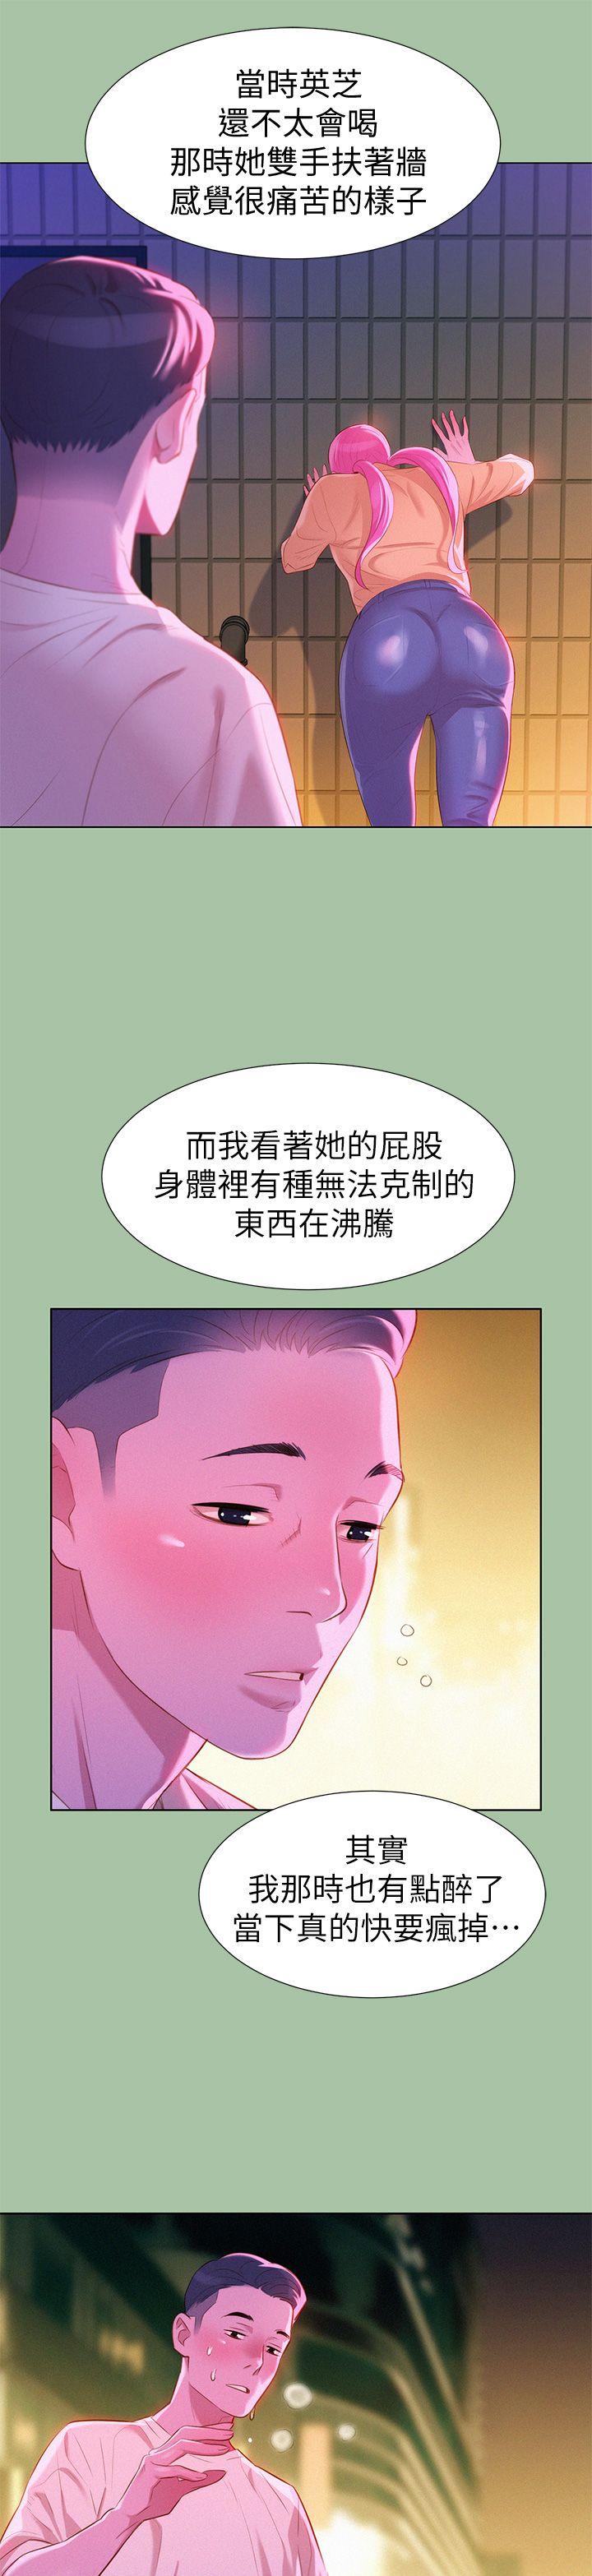 當時英芝
還不太會喝
那時她雙手扶著牆
感覺很痛苦的樣子
而我看著她的屁股
身體裡有種無法克制的
東西在沸騰
其實
我那時也有點醉了
當下真的快要瘋掉⋯